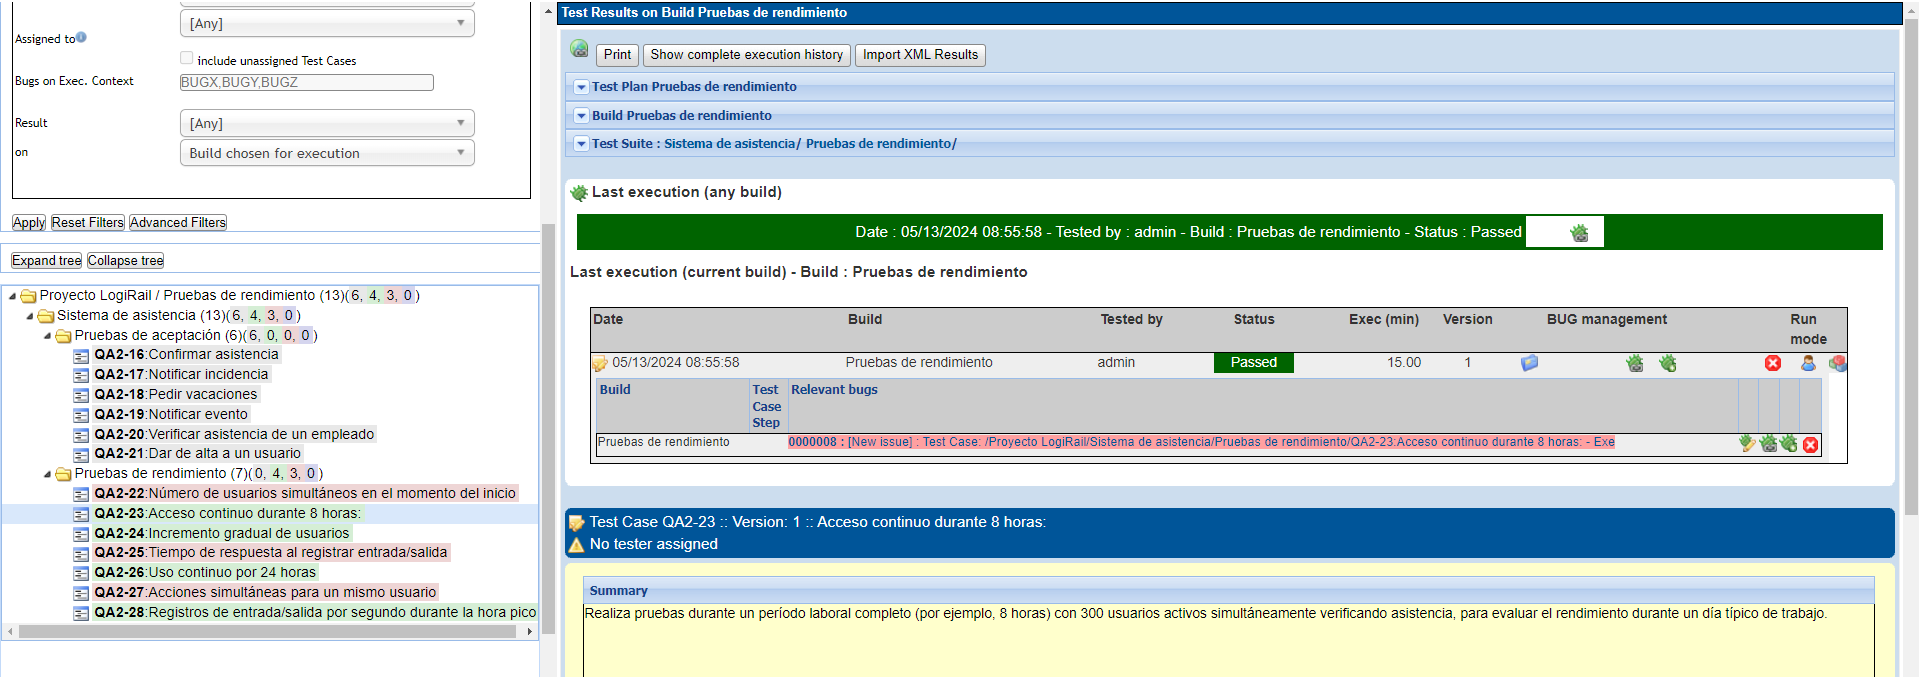 [Any]
Assigned to
include unassigned Test Cases
Bugs on Exec. Context BUGX,BUGY,BUGZ
Result [Any]
on Build chosen for execution
Apply Reset Filters Advanced Filters
Expand tree Collapse tree
Proyecto LogiRail / Pruebas de rendimiento (13)(6, 4, 3, 0 )
Sistema de asistencia (13)(6, 4, 3, 0 )
Pruebas de aceptación (6)(6, 0, 0, 0 )
QA2-16:Confirmar asistencia
QA2-17:Notificar incidencia
QA2-18:Pedir vacaciones
QA2-19:Notificar evento
QA2-20:Verificar asistencia de un empleado
QA2-21:Dar de alta a un usuario
Pruebas de rendimiento (7)(0, 4, 3, 0 )
QA2-22:Número de usuarios simultáneos en el momento del inicio
QA2-23:Acceso continuo durante 8 horas:
QA2-24:Incremento gradual de usuarios
QA2-25:Tiempo de respuesta al registrar entrada/salida
QA2-26:Uso continuo por 24 horas
QA2-27:Acciones simultáneas para un mismo usuario
QA2-28:Registros de entrada/salida por segundo durante la hora pico
Test Results on Build Pruebas de rendimiento
Print Show complete execution history Import XML Results
Test Plan Pruebas de rendimiento
Build Pruebas de rendimiento
Test Suite : Sistema de asistencia/ Pruebas de rendimiento/
Last execution (any build)
Date : 05/13/2024 08:55:58 - Tested by : admin - Build : Pruebas de rendimiento - Status : Passed
Last execution (current build) - Build : Pruebas de rendimiento
Date Build Tested by Status Exec (min) Version BUG management Run mode
05/13/2024 08:55:58 Pruebas de rendimiento admin Passed 15.00 1
Build Test Case Step Relevant bugs
Pruebas de rendimiento 0000008 : [New issue] : Test Case: /Proyecto LogiRail/Sistema de asistencia/Pruebas de rendimiento/QA2-23:Acceso continuo durante 8 horas: - Exe
Test Case QA2-23 :: Version: 1 :: Acceso continuo durante 8 horas:
No tester assigned
Summary
Realiza pruebas durante un período laboral completo (por ejemplo, 8 horas) con 300 usuarios activos simultáneamente verificando asistencia, para evaluar el rendimiento durante un día típico de trabajo.